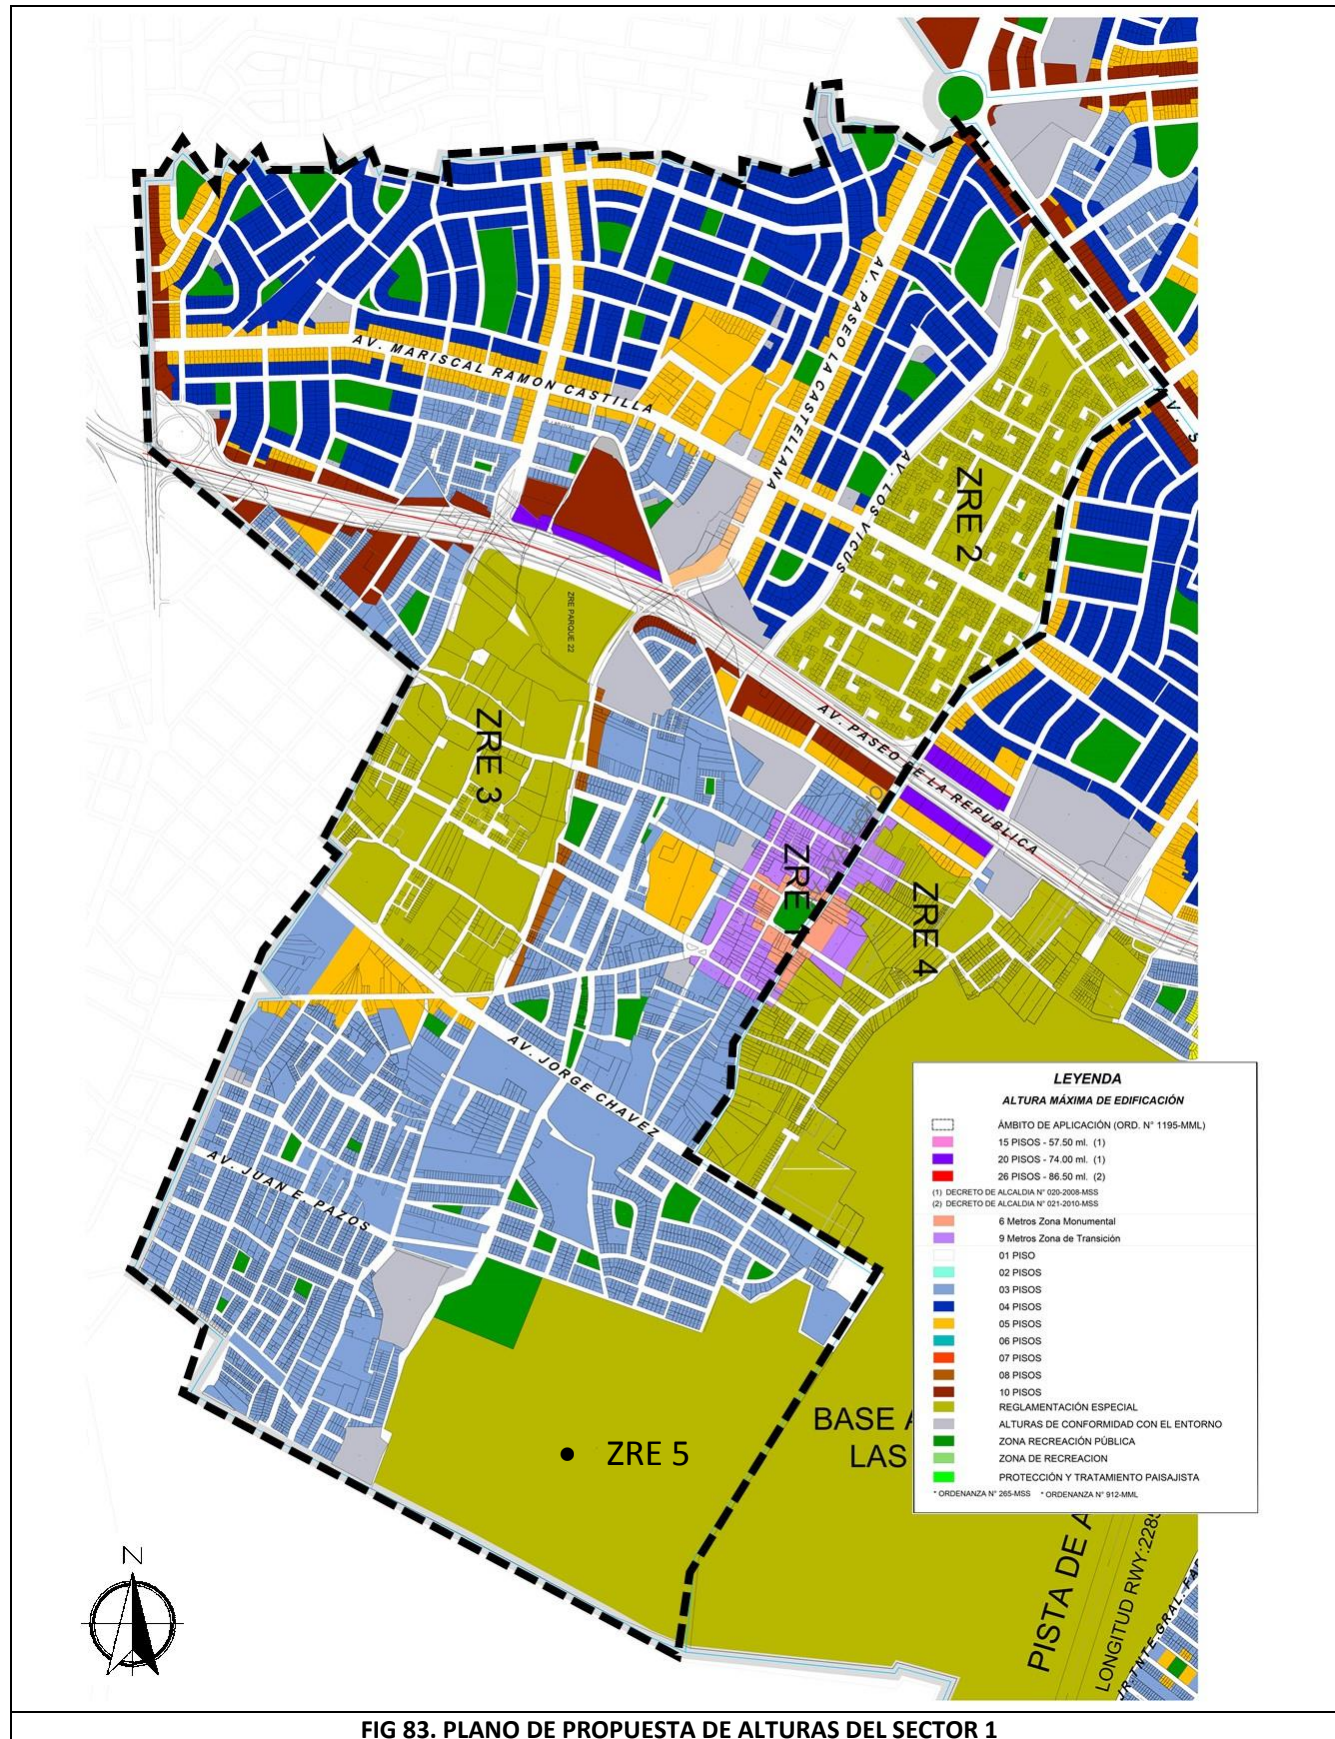 AV. PASEO LA CASTELLANA
AV. MARISCAL RAMON CASTILLA
AV. LOS VICUS
ZRE 2
ZRE PARQUE 22
ZRE 3
AV. PASEO DE LA REPUBLICA
ZRE
ZRE 4
AV. JORGE CHAVEZ
AV. JUAN E. PAZOS
LEYENDA
ALTURA MÁXIMA DE EDIFICACIÓN
ÁMBITO DE APLICACIÓN (ORD. N° 1195-MML)
15 PISOS - 57.50 ml. (1)
20 PISOS - 74.00 ml. (1)
26 PISOS - 86.50 ml. (2)
(1) DECRETO DE ALCALDIA N° 020-2008-MSS
(2) DECRETO DE ALCALDIA N° 021-2010-MSS
6 Metros Zona Monumental
9 Metros Zona de Transición
01 PISO
02 PISOS
03 PISOS
04 PISOS
05 PISOS
06 PISOS
07 PISOS
08 PISOS
10 PISOS
REGLAMENTACIÓN ESPECIAL
ALTURAS DE CONFORMIDAD CON EL ENTORNO
ZONA RECREACIÓN PÚBLICA
ZONA DE RECREACION
PROTECCIÓN Y TRATAMIENTO PAISAJISTA
* ORDENANZA N° 265-MSS * ORDENANZA N° 912-MML
BASE A
LAS
• ZRE 5
PISTA DE A
LONGITUD RWY:2285
JR.TNTE.GRAL. FAP
N
FIG 83. PLANO DE PROPUESTA DE ALTURAS DEL SECTOR 1